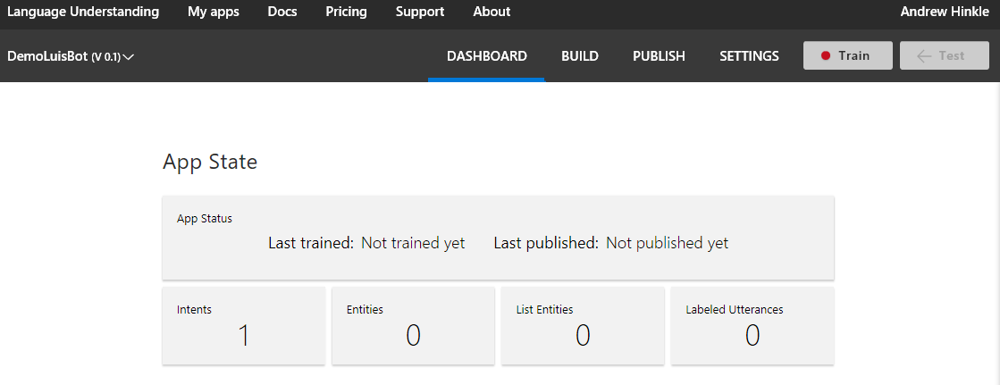 Language Understanding My apps Docs Pricing Support About Andrew Hinkle
DemoLuisBot (V 0.1) DASHBOARD BUILD PUBLISH SETTINGS Train Test
App State
App Status
Last trained: Not trained yet Last published: Not published yet
Intents Entities List Entities Labeled Utterances
1 0 0 0